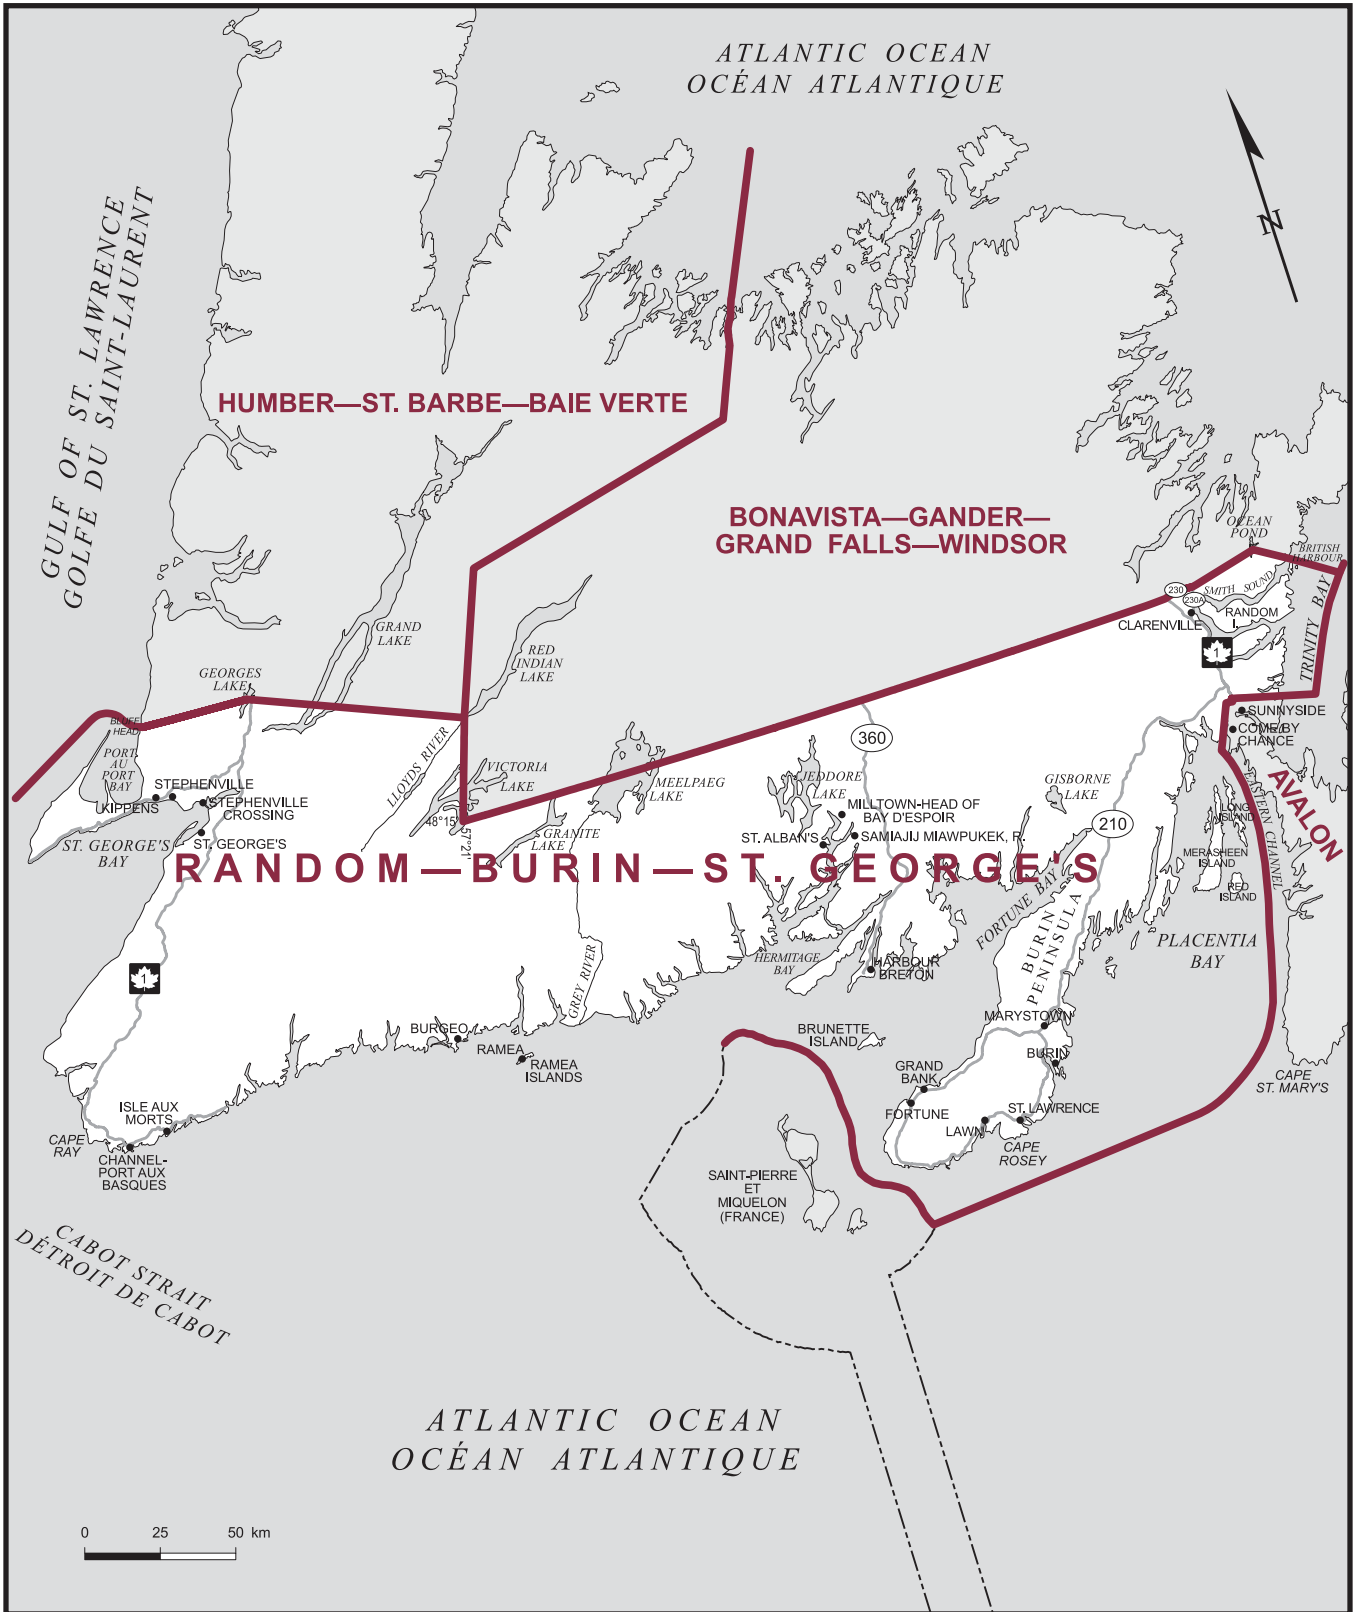 ATLANTIC OCEAN
OCÉAN ATLANTIQUE
GULF OF ST. LAWRENCE
GOLFE DU SAINT-LAURENT
N
HUMBER—ST. BARBE—BAIE VERTE
BONAVISTA—GANDER—
GRAND FALLS—WINDSOR
OCEAN
POND
BRITISH
HARBOUR
230
230A
SMITH SOUND
RANDOM
I.
CLARENVILLE
TRINITY BAY
1
GRAND
LAKE
RED
INDIAN
LAKE
GEORGES
LAKE
BLUFF
HEAD
PORT
AU
PORT
BAY
LLOYDS RIVER
VICTORIA
LAKE
MEELPAEG
LAKE
360
JEDDORE
LAKE
GISBORNE
LAKE
SUNNYSIDE
COME BY
CHANCE
AVALON
EASTERN CHANNEL
LONG
ISLAND
STEPHENVILLE
KIPPENS
STEPHENVILLE
CROSSING
ST. GEORGE'S
BAY
ST. GEORGE'S
48°15'
57°21'
GRANITE
LAKE
MILLTOWN-HEAD OF
BAY D'ESPOIR
ST. ALBAN'S
SAMIAJIJ MIAWPUKEK, R.
210
MERASHEEN
ISLAND
RED
ISLAND
RANDOM—BURIN—ST. GEORGE'S
FORTUNE BAY
BURIN
PENINSULA
PLACENTIA
BAY
HERMITAGE
BAY
HARBOUR
BRETON
GREY RIVER
1
BURGEO
RAMEA
RAMEA
ISLANDS
BRUNETTE
ISLAND
MARYSTOWN
BURIN
GRAND
BANK
FORTUNE
ST. LAWRENCE
LAWN
CAPE
ROSEY
CAPE
ST. MARY'S
ISLE AUX
MORTS
CAPE
RAY
CHANNEL-
PORT AUX
BASQUES
SAINT-PIERRE
ET
MIQUELON
(FRANCE)
CABOT STRAIT
DÉTROIT DE CABOT
ATLANTIC OCEAN
OCÉAN ATLANTIQUE
0 25 50 km